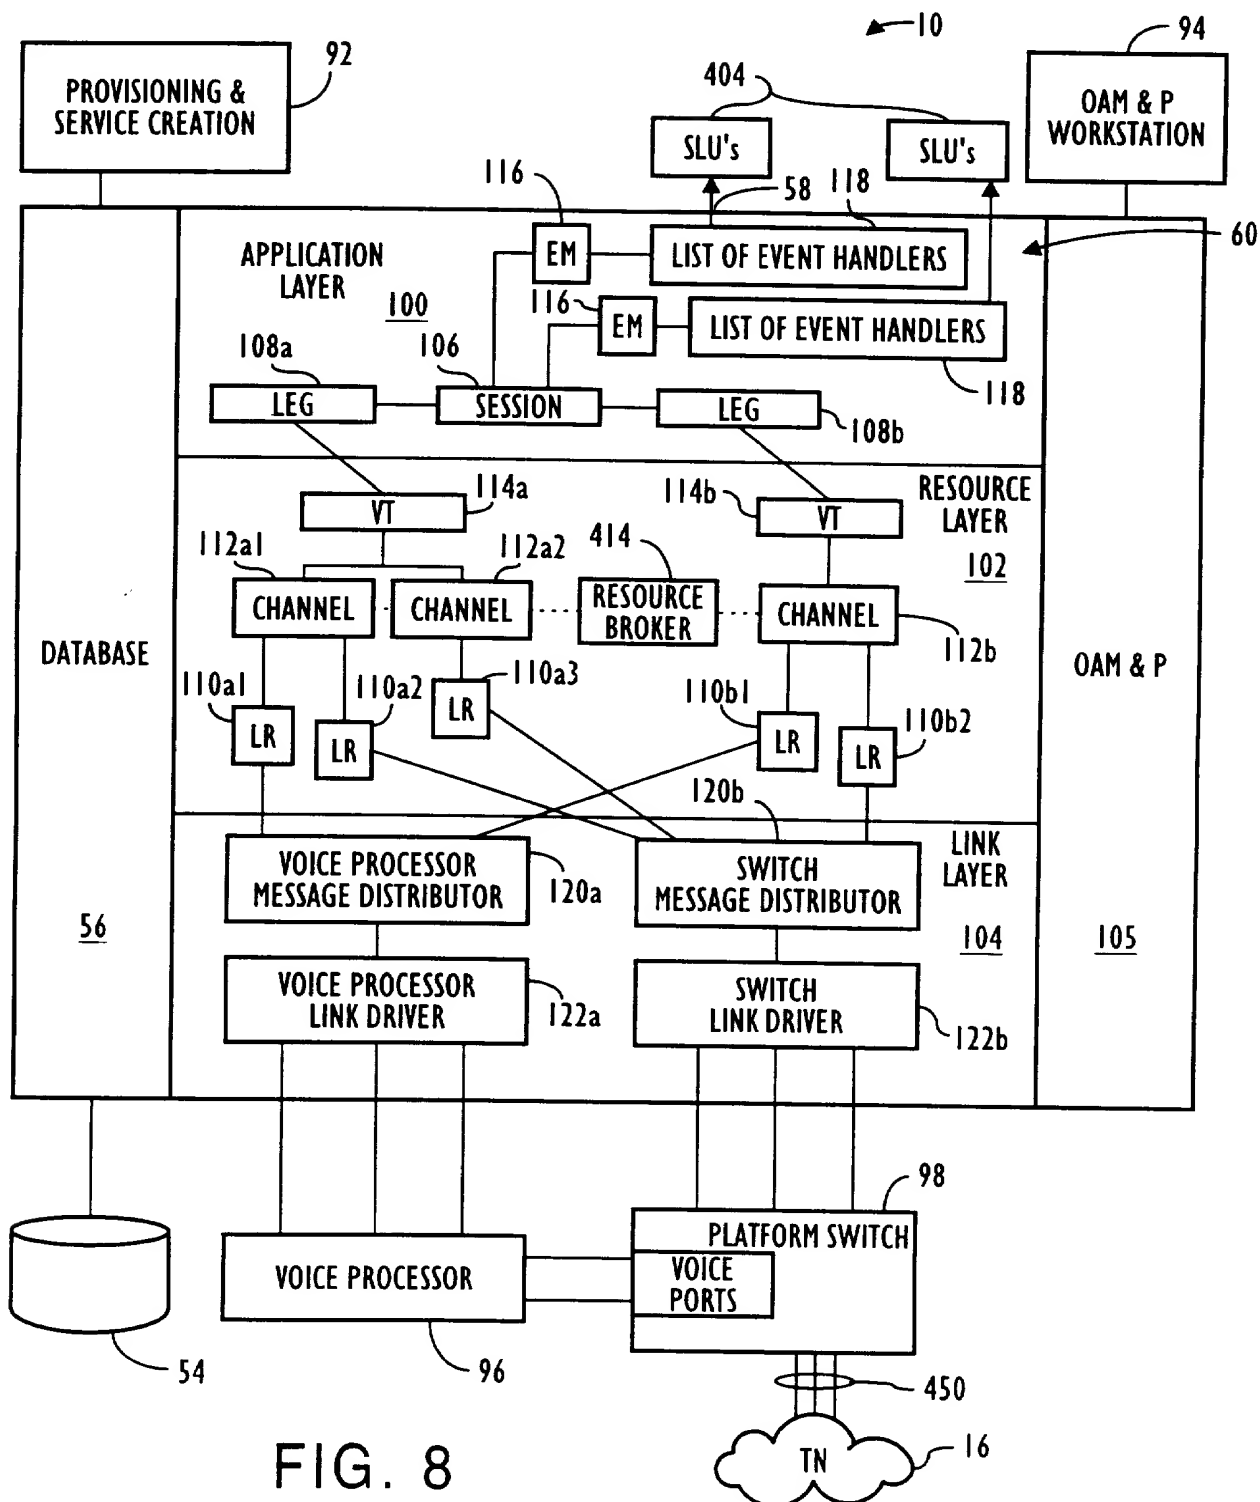 10
92
94
PROVISIONING &
SERVICE CREATION
404
OAM & P
WORKSTATION
SLU's
SLU's
116
58
118
60
APPLICATION
LAYER
100
EM
LIST OF EVENT HANDLERS
116
EM
LIST OF EVENT HANDLERS
118
108a
106
LEG
SESSION
LEG
108b
RESOURCE
LAYER
102
114a
114b
VT
VT
112a1
112a2
414
CHANNEL
CHANNEL
RESOURCE
BROKER
CHANNEL
112b
DATABASE
OAM & P
110a1
110a2
110a3
110b1
110b2
LR
LR
LR
LR
LR
120b
LINK
LAYER
VOICE PROCESSOR
MESSAGE DISTRIBUTOR
120a
SWITCH
MESSAGE DISTRIBUTOR
56
104
105
VOICE PROCESSOR
LINK DRIVER
122a
SWITCH
LINK DRIVER
122b
98
PLATFORM SWITCH
VOICE PROCESSOR
VOICE
PORTS
54
96
450
TN
16
FIG. 8